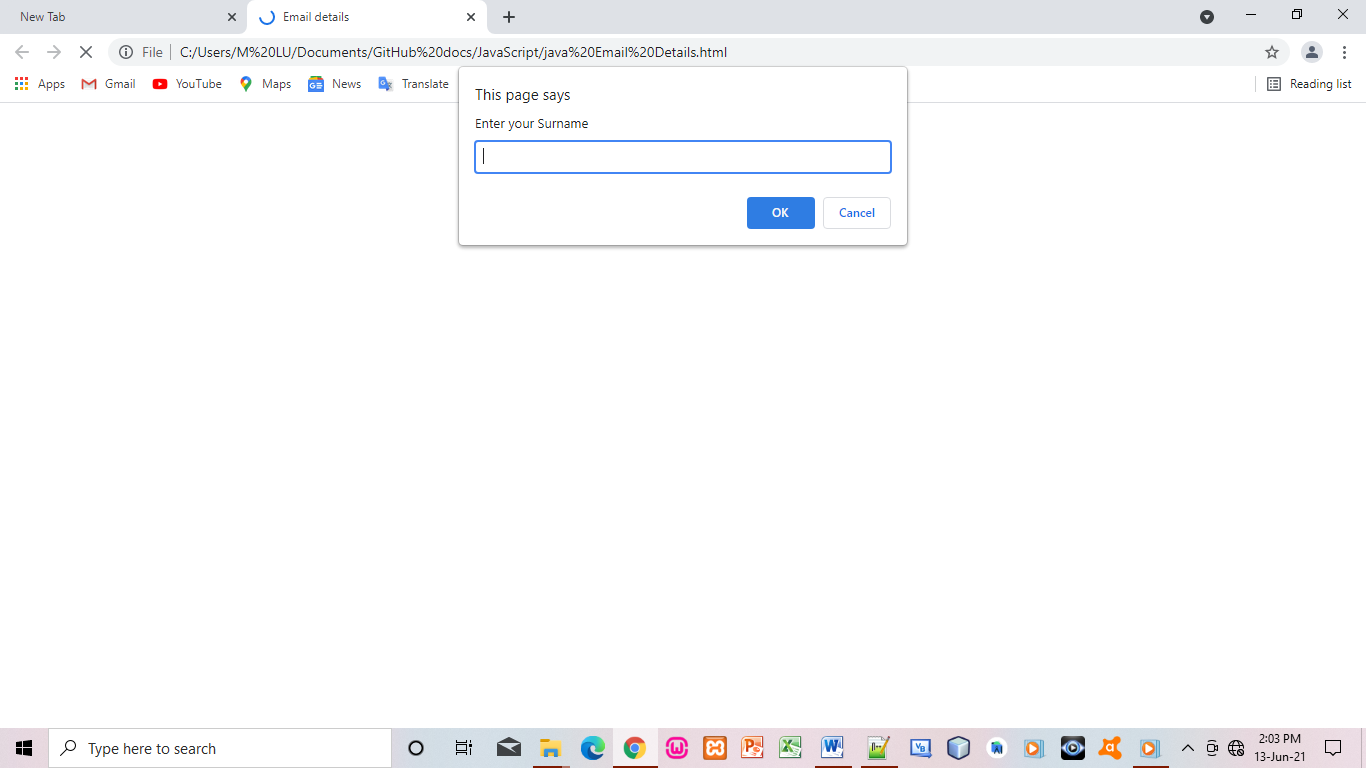 New Tab
Email details
File C:/Users/M%20LU/Documents/GitHub%20docs/JavaScript/java%20Email%20Details.html
Apps Gmail YouTube Maps News Translate Reading list
This page says
Enter your Surname
OK Cancel
Type here to search
2:03 PM
13-Jun-21